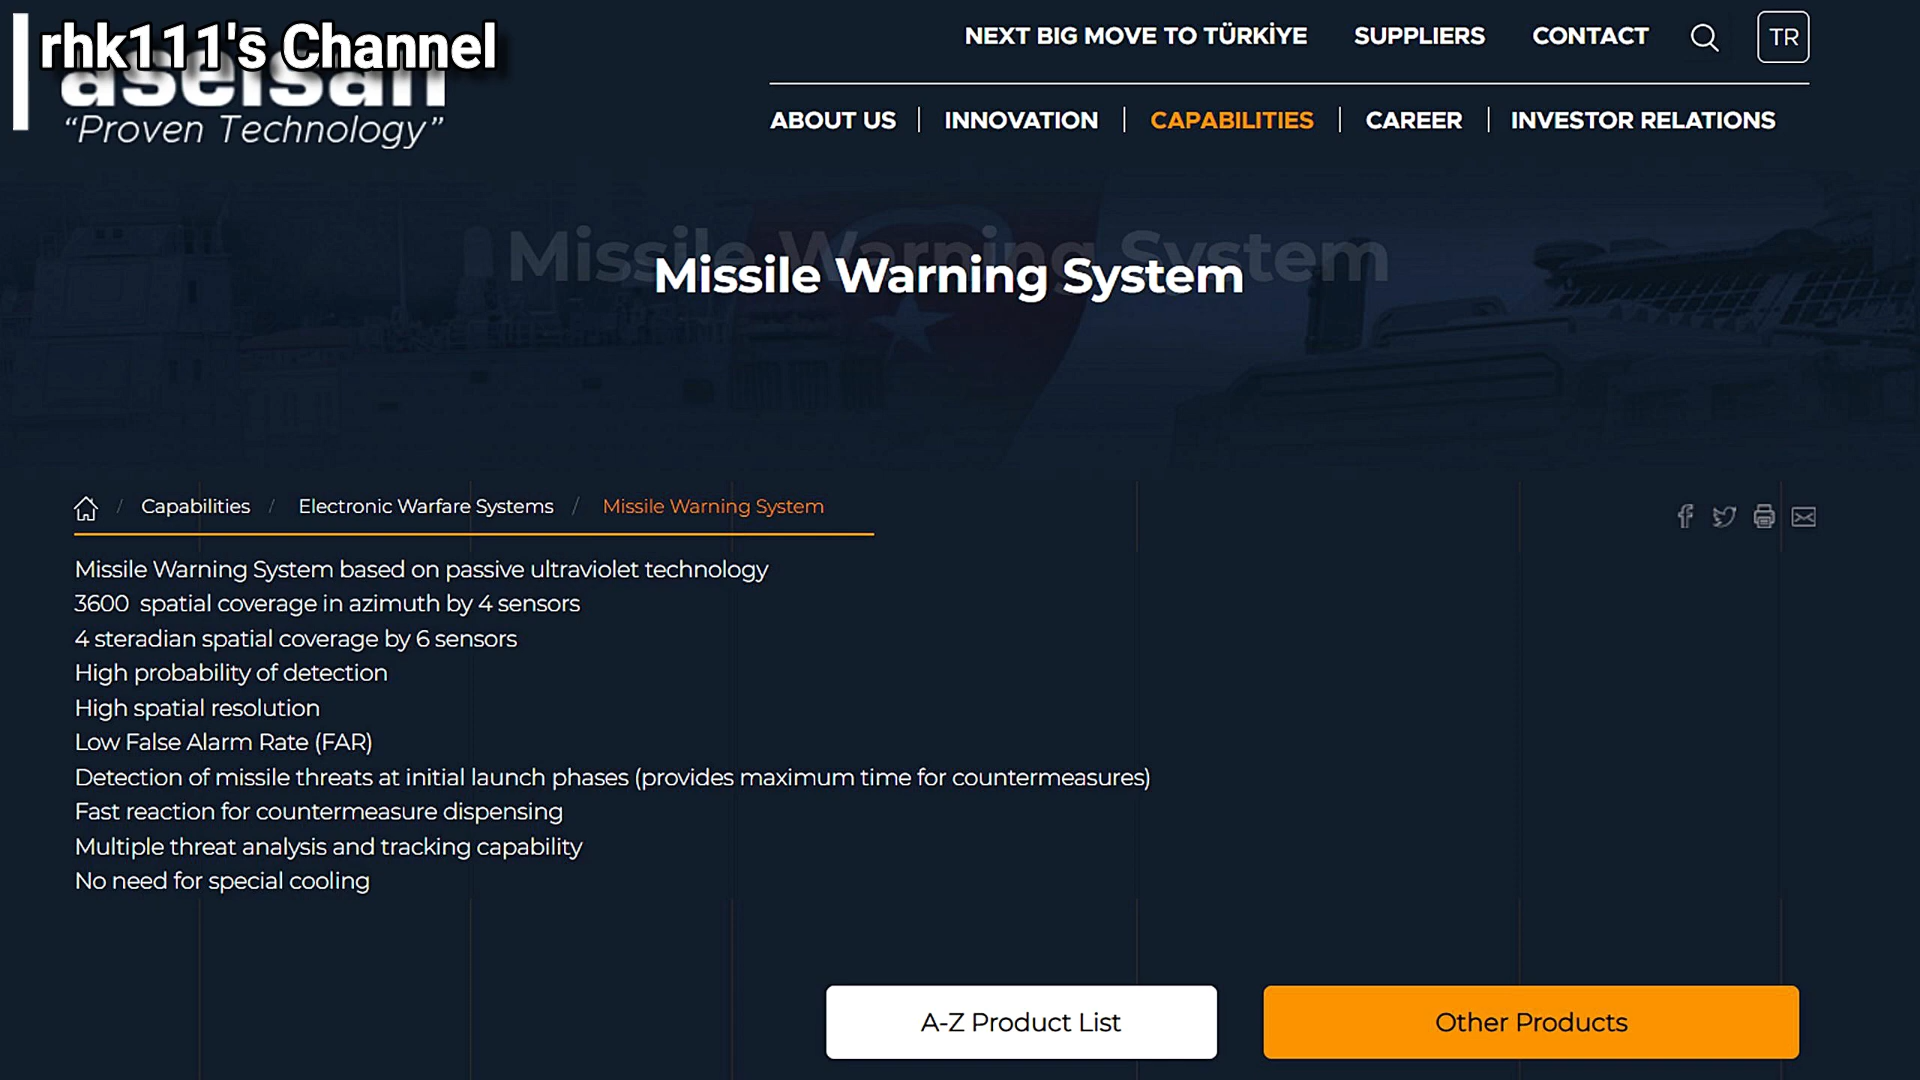 rhk111's Channel
aselsan
“Proven Technology”
NEXT BIG MOVE TO TÜRKİYE
SUPPLIERS
CONTACT
TR
ABOUT US
INNOVATION
CAPABILITIES
CAREER
INVESTOR RELATIONS
Missile Warning System
Missile Warning System
/ Capabilities / Electronic Warfare Systems / Missile Warning System
Missile Warning System based on passive ultraviolet technology
3600 spatial coverage in azimuth by 4 sensors
4 steradian spatial coverage by 6 sensors
High probability of detection
High spatial resolution
Low False Alarm Rate (FAR)
Detection of missile threats at initial launch phases (provides maximum time for countermeasures)
Fast reaction for countermeasure dispensing
Multiple threat analysis and tracking capability
No need for special cooling
A-Z Product List
Other Products